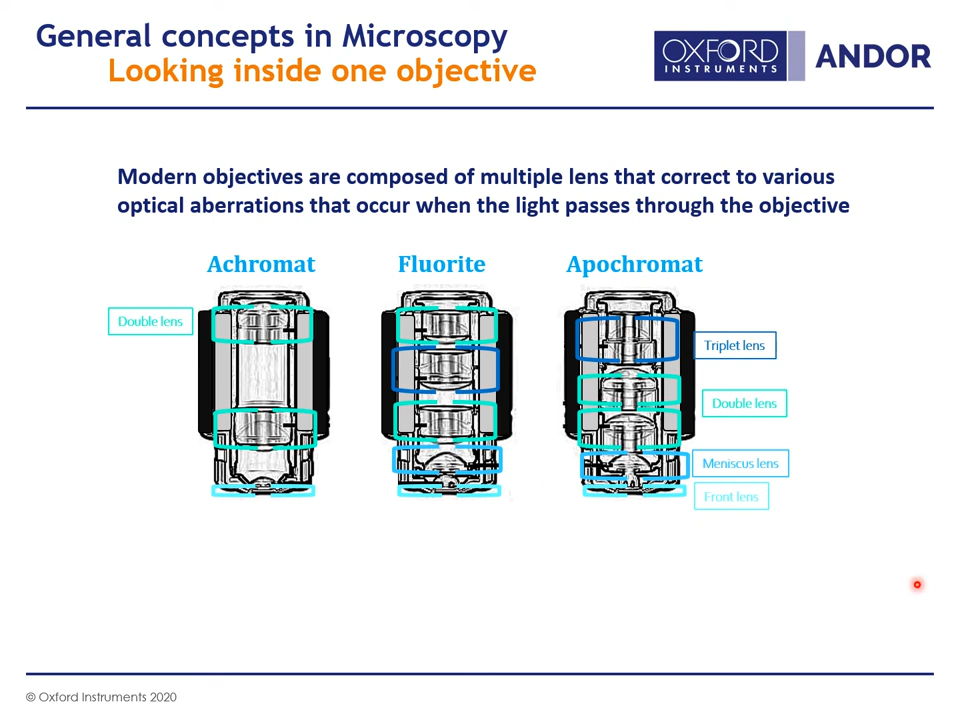 General concepts in Microscopy
Looking inside one objective
OXFORD
INSTRUMENTS
ANDOR
Modern objectives are composed of multiple lens that correct to various
optical aberrations that occur when the light passes through the objective
Achromat
Fluorite
Apochromat
Double lens
Triplet lens
Double lens
Meniscus lens
Front lens
© Oxford Instruments 2020